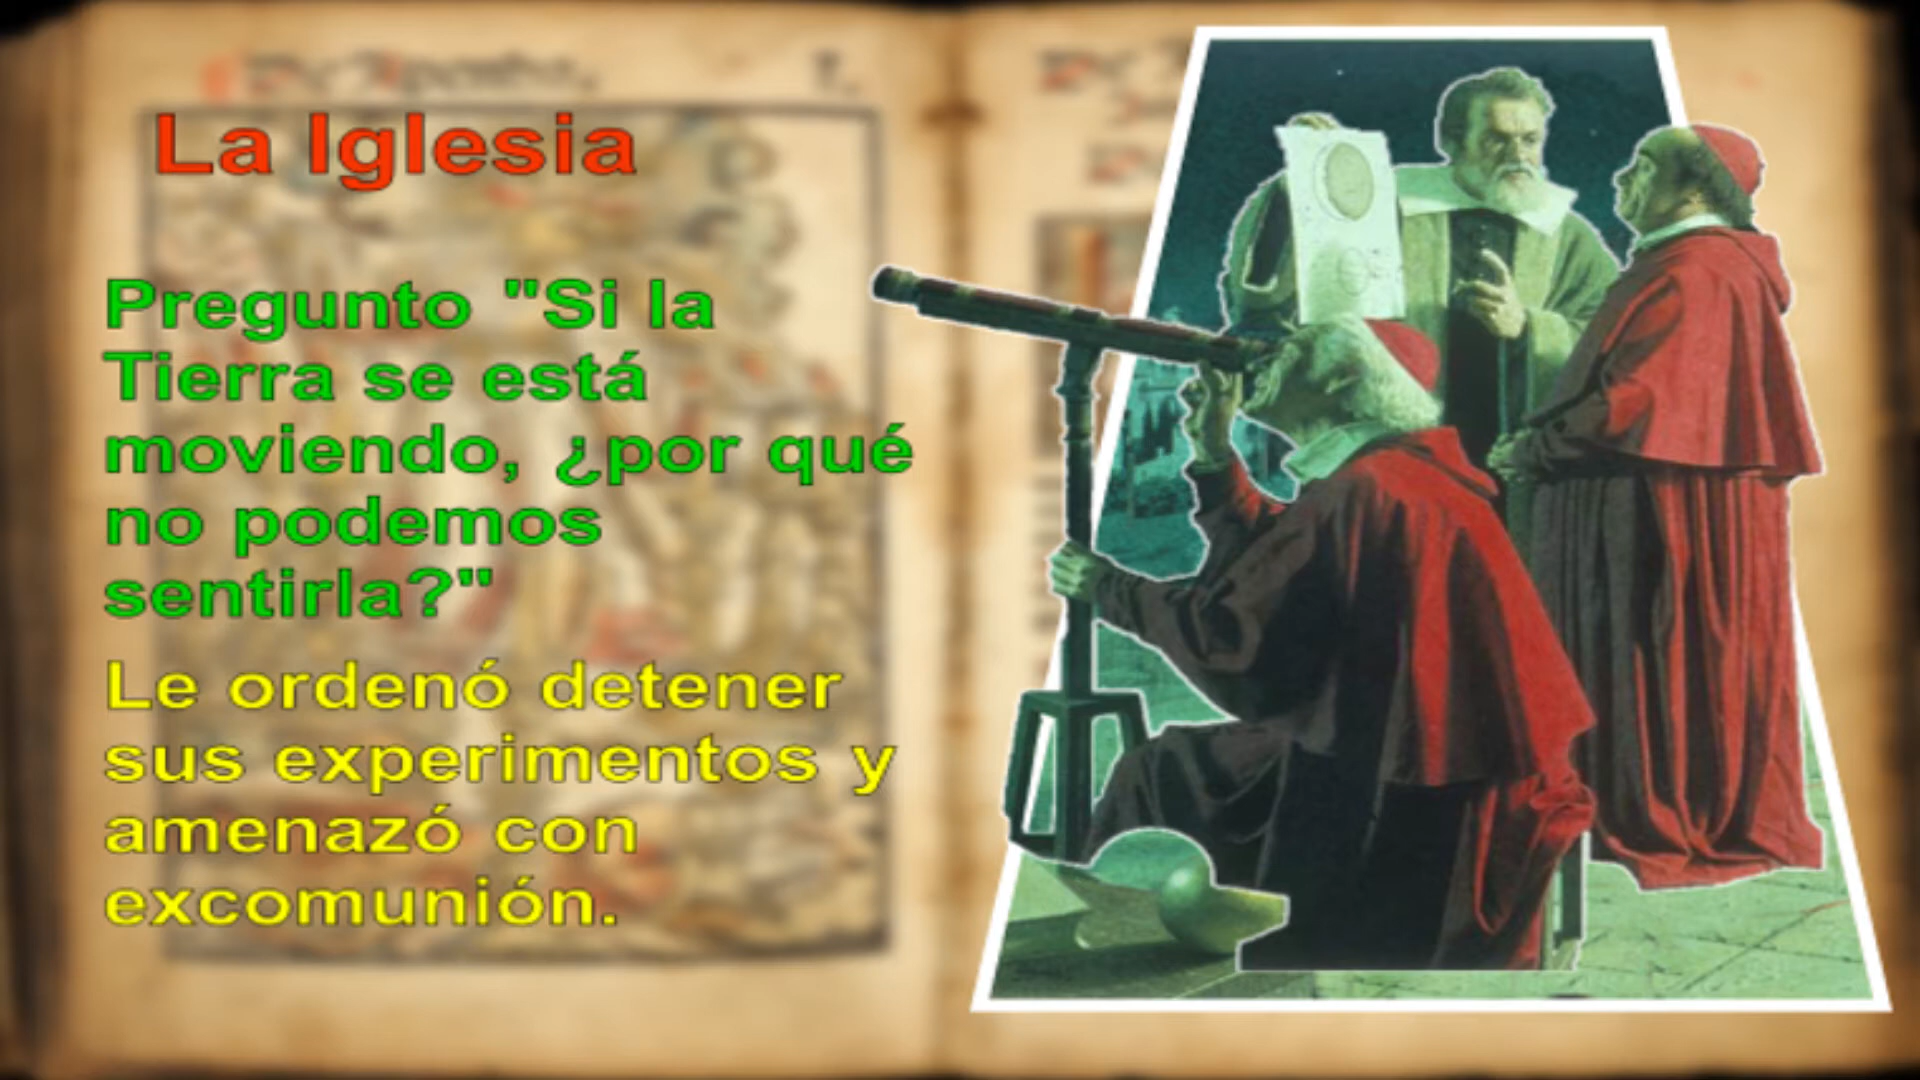 La Iglesia
Pregunto "Si la
Tierra se está
moviendo, ¿por qué
no podemos
sentirla?"
Le ordenó detener
sus experimentos y
amenazó con
excomunión.